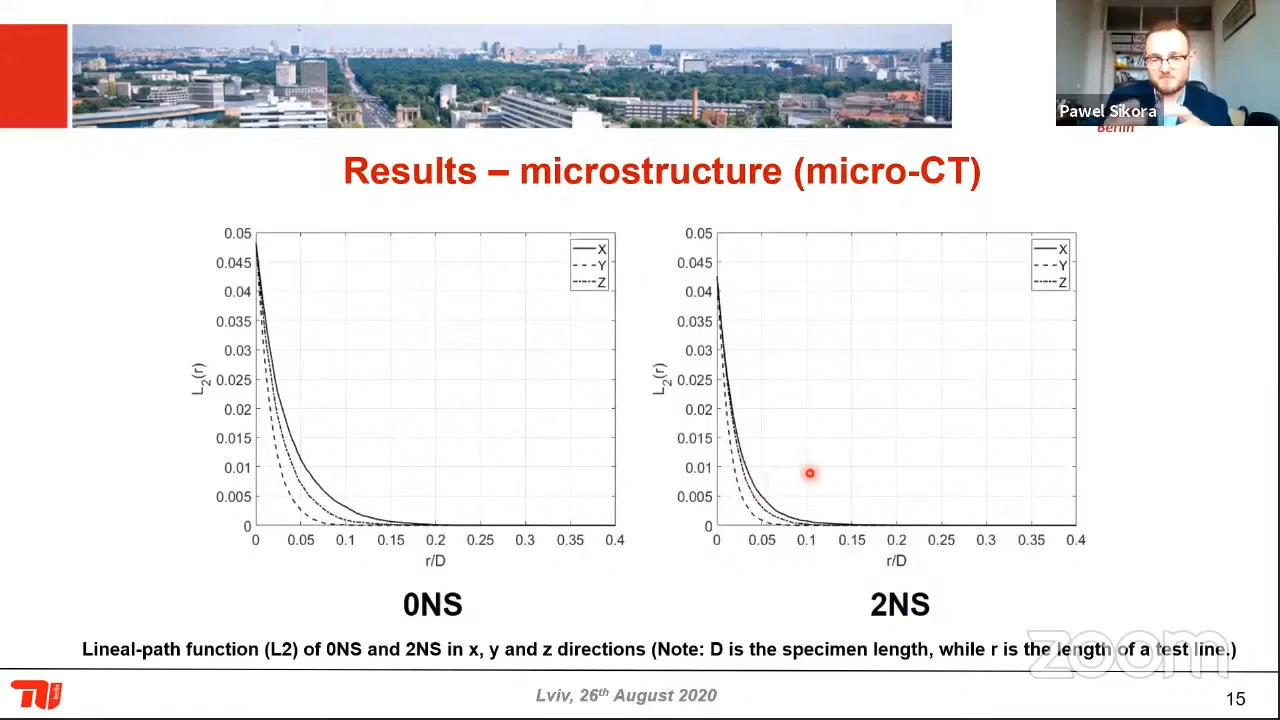 Pawel Sikora
Berlin
Results – microstructure (micro-CT)
0.05
0.045
0.04
0.035
0.03
0.025
0.02
0.015
0.01
0.005
0
L2(r)
X
Y
Z
0 0.05 0.1 0.15 0.2 0.25 0.3 0.35 0.4
r/D
0.05
0.045
0.04
0.035
0.03
0.025
0.02
0.015
0.01
0.005
0
L2(r)
X
Y
Z
0 0.05 0.1 0.15 0.2 0.25 0.3 0.35 0.4
r/D
0NS 2NS
Lineal-path function (L2) of 0NS and 2NS in x, y and z directions (Note: D is the specimen length, while r is the length of a test line.)
zoom
Lviv, 26th August 2020
15